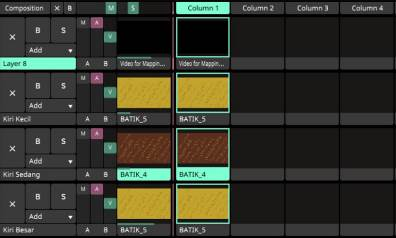 Composition X B M S Column 1 Column 2 Column 3 Column 4
X B S M A V
Add
Layer 8 A B Video for Mappin... Video for Mappin...
X B S M A V
Add
Kiri Kecil A B BATIK_5 BATIK_5
X B S M A V
Add
Kiri Sedang A B BATIK_4 BATIK_4
X B S M A V
Add
Kiri Besar A B BATIK_5 BATIK_5